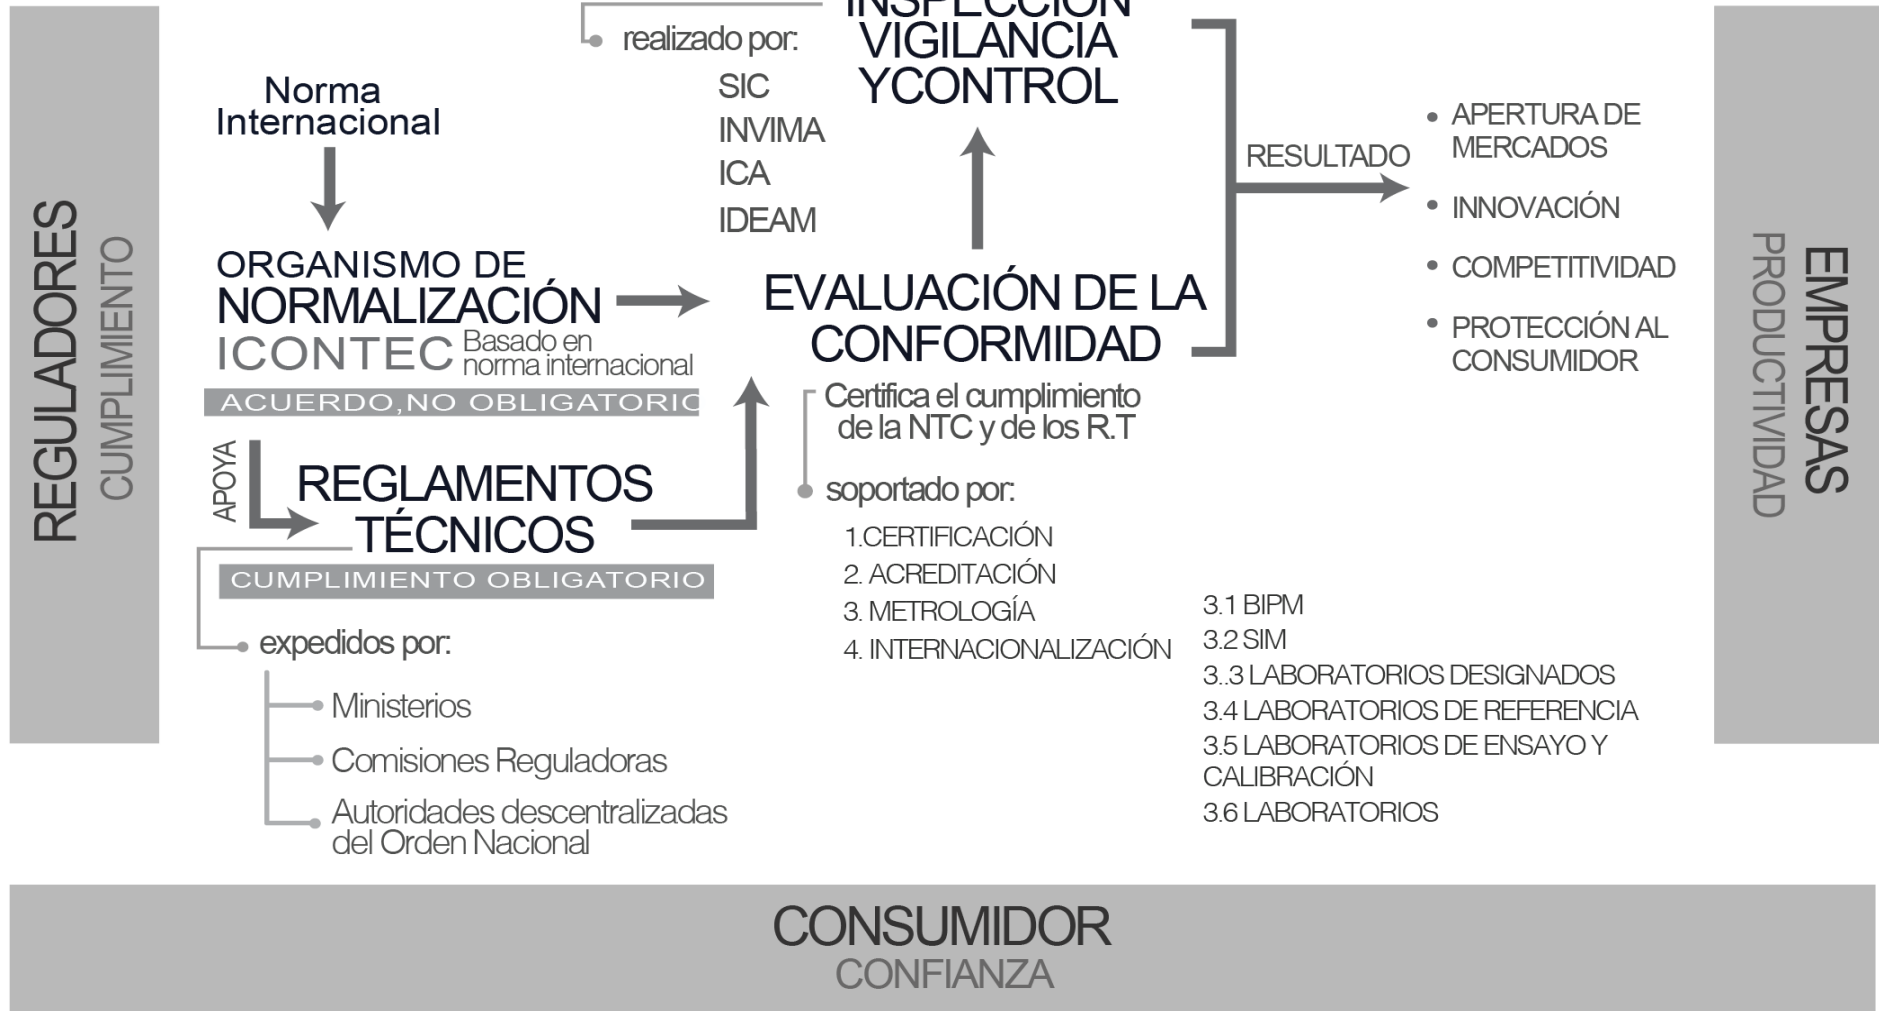 REGULADORES
CUMPLIMIENTO
Norma
Internacional
ORGANISMO DE
NORMALIZACIÓN
ICONTEC Basado en
norma internacional
ACUERDO,NO OBLIGATORIO
APOYA
REGLAMENTOS
TÉCNICOS
CUMPLIMIENTO OBLIGATORIO
expedidos por:
Ministerios
Comisiones Reguladoras
Autoridades descentralizadas
del Orden Nacional
INSPECCIÓN
VIGILANCIA
YCONTROL
realizado por:
SIC
INVIMA
ICA
IDEAM
EVALUACIÓN DE LA
CONFORMIDAD
Certifica el cumplimiento
de la NTC y de los R.T
soportado por:
1.CERTIFICACIÓN
2. ACREDITACIÓN
3. METROLOGÍA
4. INTERNACIONALIZACIÓN
3.1 BIPM
3.2 SIM
3..3 LABORATORIOS DESIGNADOS
3.4 LABORATORIOS DE REFERENCIA
3.5 LABORATORIOS DE ENSAYO Y
CALIBRACIÓN
3.6 LABORATORIOS
RESULTADO
• APERTURA DE
MERCADOS
• INNOVACIÓN
• COMPETITIVIDAD
• PROTECCIÓN AL
CONSUMIDOR
EMPRESAS
PRODUCTIVIDAD
CONSUMIDOR
CONFIANZA